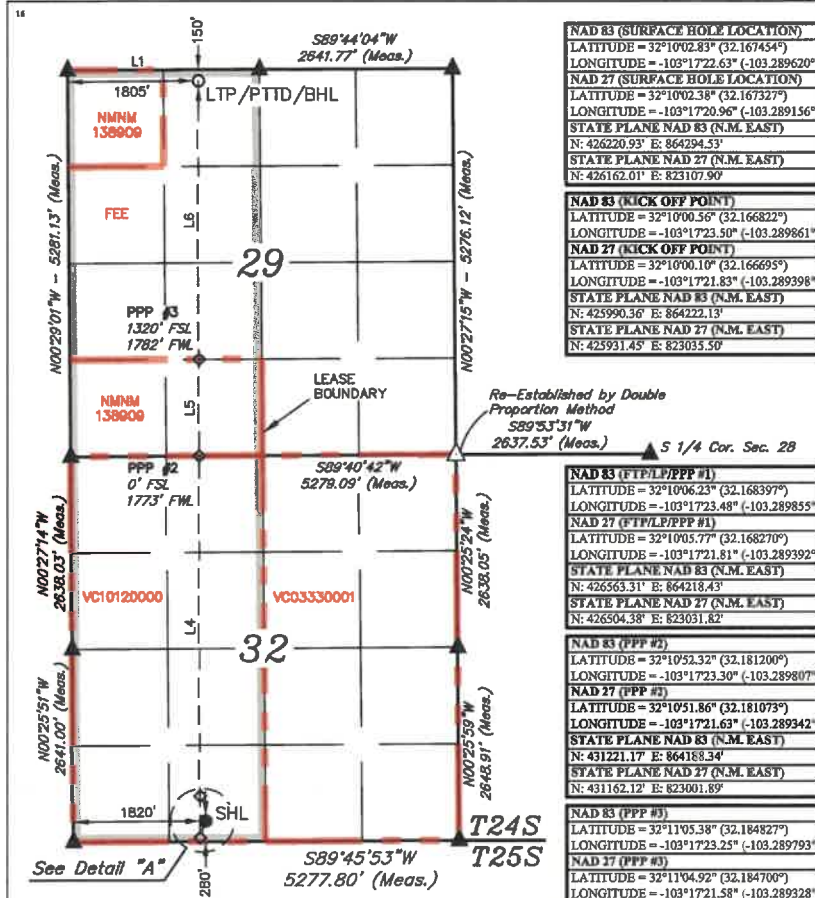 16
150'
L1
S89°44'04"W
2641.77' (Meas.)
1805'
LTP/PTTD/BHL
NMNM
138909
FEE
N00°29'01"W - 5281.13' (Meas.)
L6
29
N00°27'15"W - 5276.12' (Meas.)
PPP #3
1320' FSL
1782' FWL
LEASE
BOUNDARY
NMNM
138909
L5
Re-Established by Double
Proportion Method
S89°53'31"W
2637.53' (Meas.)
S 1/4 Cor. Sec. 28
PPP #2
0' FSL
1773' FWL
S89°40'42"W
5279.09' (Meas.)
N00°27'14"W
2638.03' (Meas.)
N00°25'24"W
2638.05' (Meas.)
VC10120000
VC03330001
L4
32
N00°25'51"W
2641.00' (Meas.)
N00°25'59"W
2648.91' (Meas.)
1820'
SHL
T24S
T25S
See Detail "A"
280'
S89°45'53"W
5277.80' (Meas.)
NAD 83 (SURFACE HOLE LOCATION)
LATITUDE = 32°10'02.83" (32.167454°)
LONGITUDE = -103°17'22.63" (-103.289620°)
NAD 27 (SURFACE HOLE LOCATION)
LATITUDE = 32°10'02.38" (32.167327°)
LONGITUDE = -103°17'20.96" (-103.289156°)
STATE PLANE NAD 83 (N.M. EAST)
N: 426220.93' E: 864294.53'
STATE PLANE NAD 27 (N.M. EAST)
N: 426162.01' E: 823107.90'
NAD 83 (KICK OFF POINT)
LATITUDE = 32°10'00.56" (32.166822°)
LONGITUDE = -103°17'23.50" (-103.289861°)
NAD 27 (KICK OFF POINT)
LATITUDE = 32°10'00.10" (32.166695°)
LONGITUDE = -103°17'21.83" (-103.289398°)
STATE PLANE NAD 83 (N.M. EAST)
N: 425990.36' E: 864222.13'
STATE PLANE NAD 27 (N.M. EAST)
N: 425931.45' E: 823035.50'
NAD 83 (FTP/LP/PPP #1)
LATITUDE = 32°10'06.23" (32.168397°)
LONGITUDE = -103°17'23.48" (-103.289855°)
NAD 27 (FTP/LP/PPP #1)
LATITUDE = 32°10'05.77" (32.168270°)
LONGITUDE = -103°17'21.81" (-103.289392°)
STATE PLANE NAD 83 (N.M. EAST)
N: 426563.31' E: 864218.43'
STATE PLANE NAD 27 (N.M. EAST)
N: 426504.38' E: 823031.82'
NAD 83 (PPP #2)
LATITUDE = 32°10'52.32" (32.181200°)
LONGITUDE = -103°17'23.30" (-103.289807°)
NAD 27 (PPP #2)
LATITUDE = 32°10'51.86" (32.181073°)
LONGITUDE = -103°17'21.63" (-103.289342°)
STATE PLANE NAD 83 (N.M. EAST)
N: 431221.17' E: 864188.34'
STATE PLANE NAD 27 (N.M. EAST)
N: 431162.12' E: 823001.89'
NAD 83 (PPP #3)
LATITUDE = 32°11'05.38" (32.184827°)
LONGITUDE = -103°17'23.25" (-103.289793°)
NAD 27 (PPP #3)
LATITUDE = 32°11'04.92" (32.184700°)
LONGITUDE = -103°17'21.58" (-103.289328°)